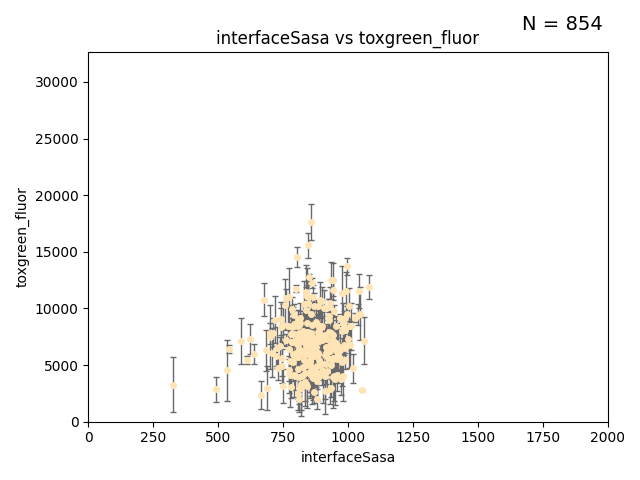 N = 854
interfaceSasa vs toxgreen_fluor
30000
25000
20000
15000
10000
5000
0
toxgreen_fluor
0 250 500 750 1000 1250 1500 1750 2000
interfaceSasa